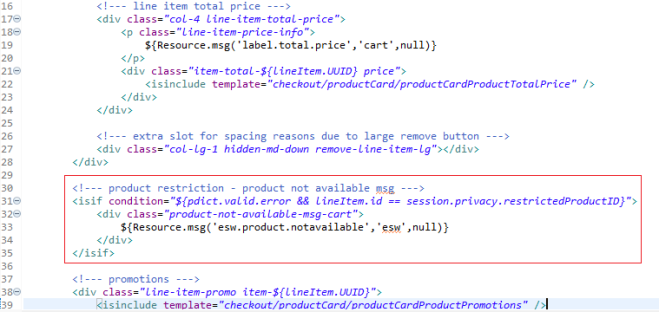 16 <!--- line item total price --->
17 <div class="col-4 line-item-total-price">
18 <p class="line-item-price-info">
19 ${Resource.msg('label.total.price','cart',null)}
20 </p>
21 <div class="item-total-${lineItem.UUID} price">
22 <isinclude template="checkout/productCard/productCardProductTotalPrice" />
23 </div>
24 </div>
25
26 <!--- extra slot for spacing reasons due to large remove button --->
27 <div class="col-lg-1 hidden-md-down remove-line-item-lg"></div>
28 </div>
29
30 <!--- product restriction - product not available msg --->
31 <isif condition="${pdict.valid.error && lineItem.id == session.privacy.restrictedProductID}">
32 <div class="product-not-available-msg-cart">
33 ${Resource.msg('esw.product.notavailable','esw',null)}
34 </div>
35 </isif>
36
37 <!--- promotions --->
38 <div class="line-item-promo item-${lineItem.UUID}">
39 <isinclude template="checkout/productCard/productCardProductPromotions" />